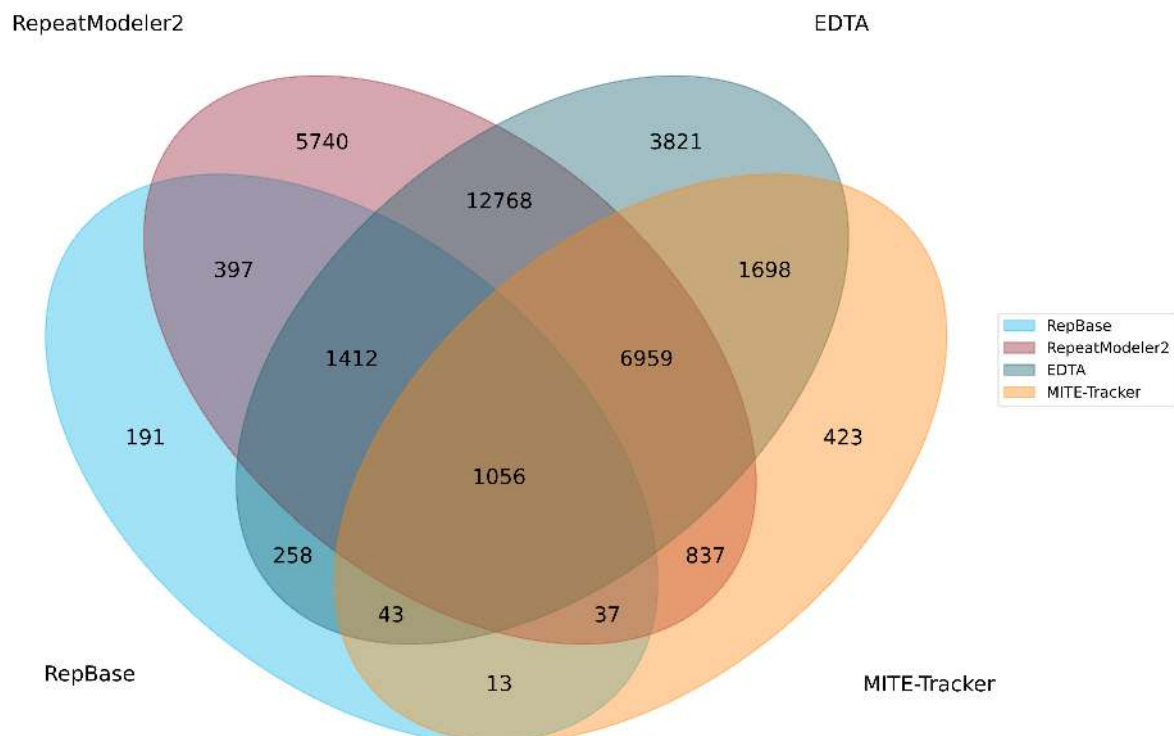 RepeatModeler2
EDTA
5740
3821
12768
397
1698
1412
6959
RepBase
RepeatModeler2
EDTA
MITE-Tracker
191
423
1056
258
837
43
37
RepBase
13
MITE-Tracker